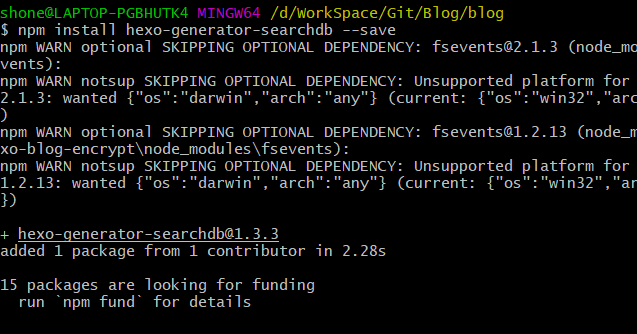 shone@LAPTOP-PGBHUTK4 MINGW64 /d/WorkSpace/Git/Blog/blog
$ npm install hexo-generator-searchdb --save
npm WARN optional SKIPPING OPTIONAL DEPENDENCY: fsevents@2.1.3 (node_mo
vents):
npm WARN notsup SKIPPING OPTIONAL DEPENDENCY: Unsupported platform for
2.1.3: wanted {"os":"darwin","arch":"any"} (current: {"os":"win32","arc
)
npm WARN optional SKIPPING OPTIONAL DEPENDENCY: fsevents@1.2.13 (node_m
xo-blog-encrypt\node_modules\fsevents):
npm WARN notsup SKIPPING OPTIONAL DEPENDENCY: Unsupported platform for
1.2.13: wanted {"os":"darwin","arch":"any"} (current: {"os":"win32","ar
})
+ hexo-generator-searchdb@1.3.3
added 1 package from 1 contributor in 2.28s
15 packages are looking for funding
run `npm fund` for details